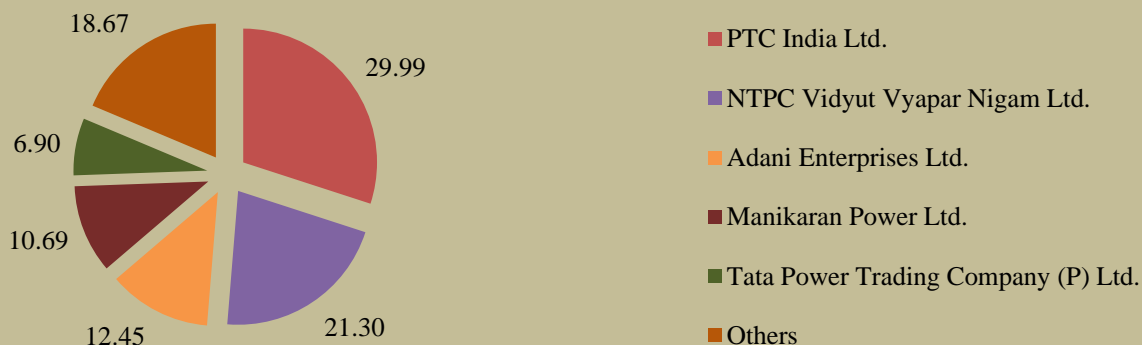 18.67
29.99
6.90
10.69
12.45
21.30
PTC India Ltd.
NTPC Vidyut Vyapar Nigam Ltd.
Adani Enterprises Ltd.
Manikaran Power Ltd.
Tata Power Trading Company (P) Ltd.
Others